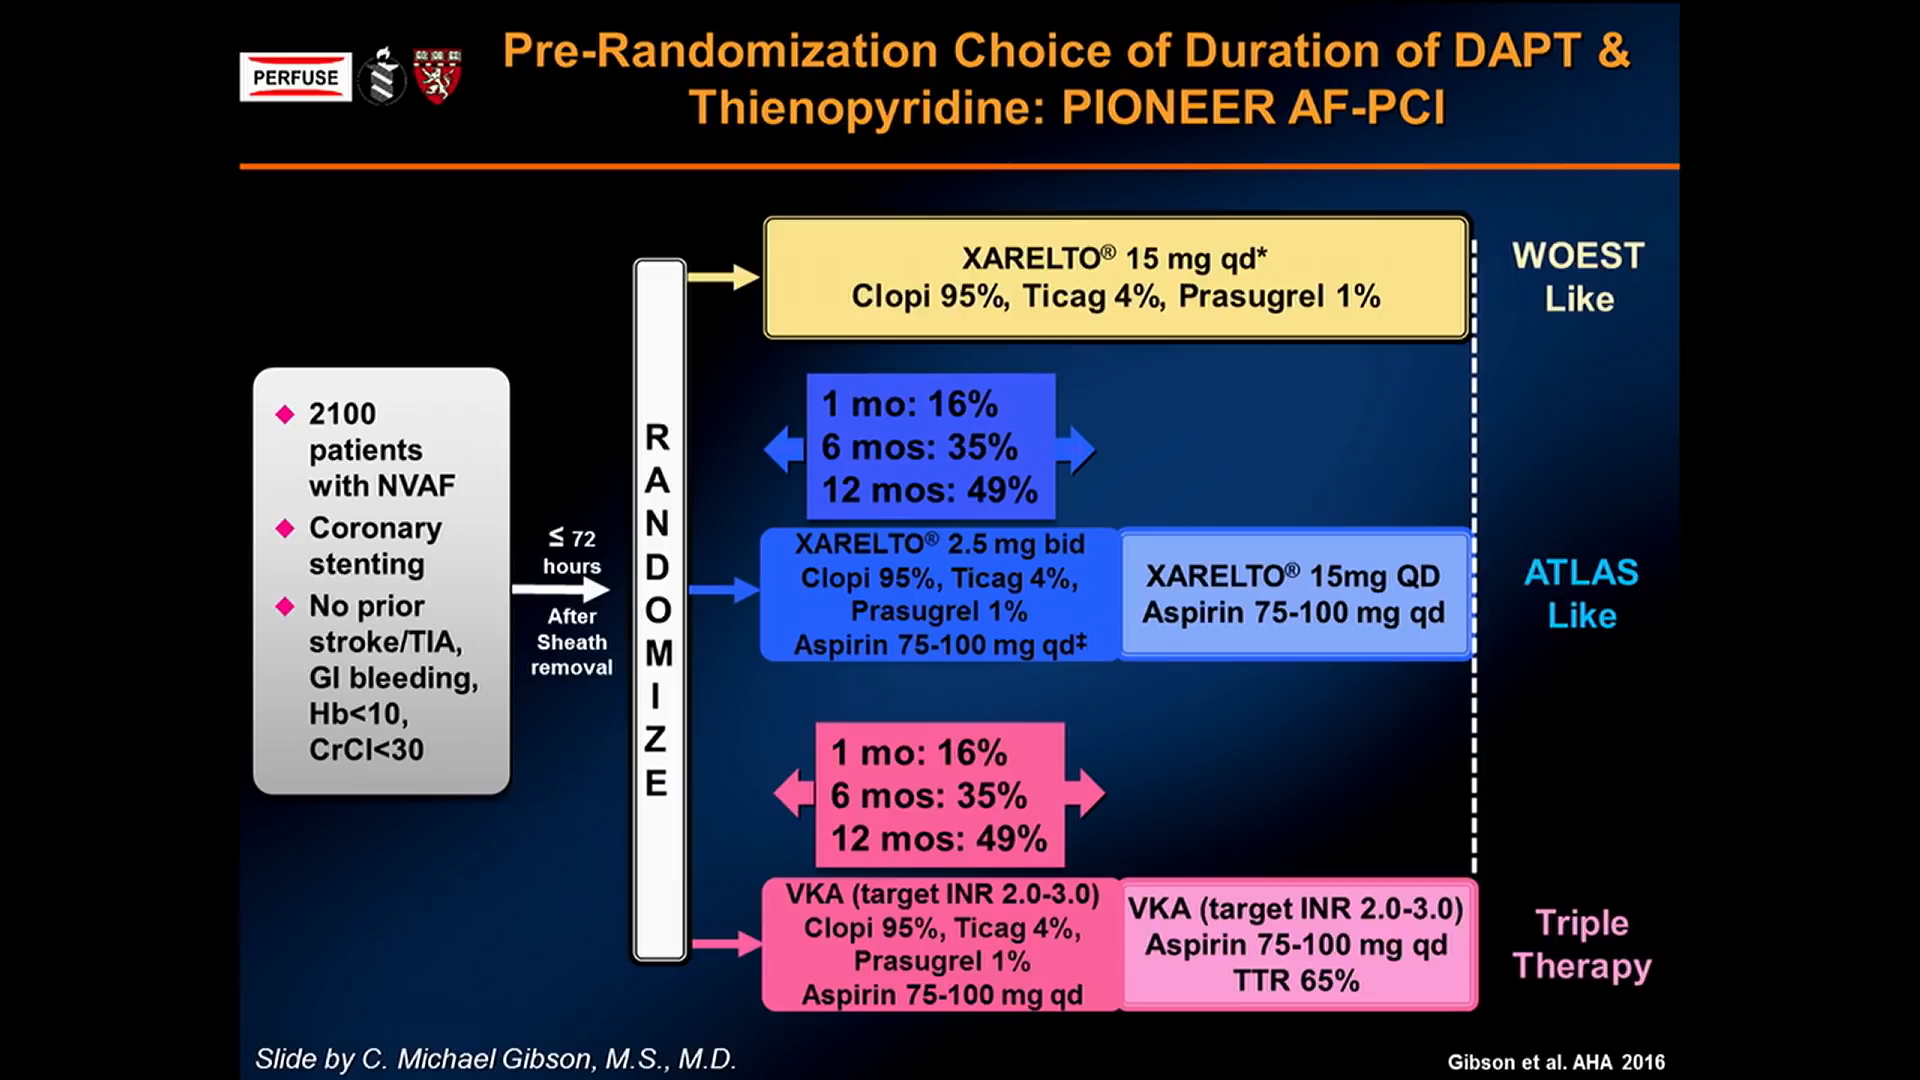 PERFUSE
Pre-Randomization Choice of Duration of DAPT &
Thienopyridine: PIONEER AF-PCI
2100
patients
with NVAF
Coronary
stenting
No prior
stroke/TIA,
GI bleeding,
Hb<10,
CrCl<30
≤ 72
hours
After
Sheath
removal
RANDOMIZE
XARELTO® 15 mg qd*
Clopi 95%, Ticag 4%, Prasugrel 1%
WOEST
Like
1 mo: 16%
6 mos: 35%
12 mos: 49%
XARELTO® 2.5 mg bid
Clopi 95%, Ticag 4%,
Prasugrel 1%
Aspirin 75-100 mg qd‡
XARELTO® 15mg QD
Aspirin 75-100 mg qd
ATLAS
Like
1 mo: 16%
6 mos: 35%
12 mos: 49%
VKA (target INR 2.0-3.0)
Clopi 95%, Ticag 4%,
Prasugrel 1%
Aspirin 75-100 mg qd
VKA (target INR 2.0-3.0)
Aspirin 75-100 mg qd
TTR 65%
Triple
Therapy
Slide by C. Michael Gibson, M.S., M.D.
Gibson et al. AHA 2016